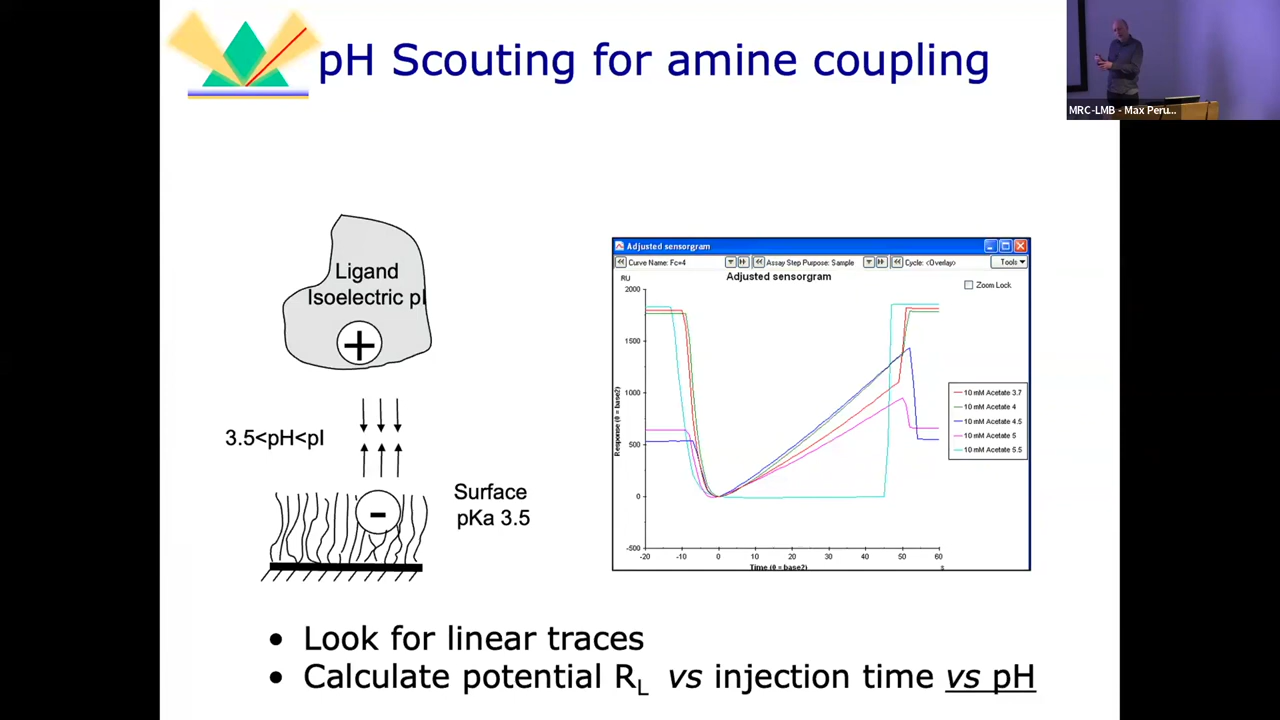 pH Scouting for amine coupling
MRC-LMB - Max Peru...
Ligand
Isoelectric pI
+
3.5<pH<pI
-
Surface
pKa 3.5
Adjusted sensorgram
Curve Name: Fc=4
Assay Step Purpose: Sample
Cycle: <Overlay>
Tools
Adjusted sensorgram
Zoom Lock
RU
2000
1500
1000
500
0
-500
Response (0 = base2)
-20 -10 0 10 20 30 40 50 60
Time (0 = base2)
s
10 mM Acetate 3.7
10 mM Acetate 4
10 mM Acetate 4.5
10 mM Acetate 5
10 mM Acetate 5.5
• Look for linear traces
• Calculate potential RL vs injection time vs pH